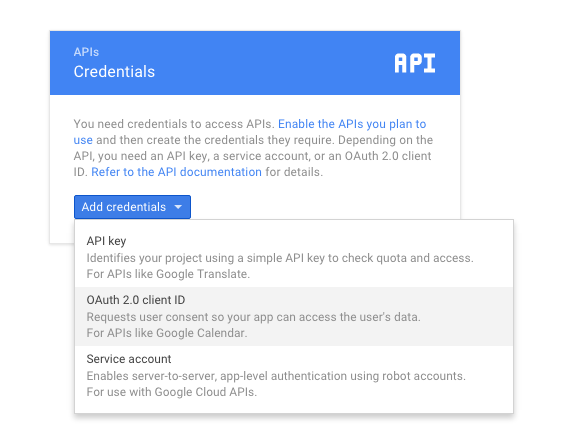 APIs
Credentials
API
You need credentials to access APIs. Enable the APIs you plan to
use and then create the credentials they require. Depending on the
API, you need an API key, a service account, or an OAuth 2.0 client
ID. Refer to the API documentation for details.
Add credentials
API key
Identifies your project using a simple API key to check quota and access.
For APIs like Google Translate.
OAuth 2.0 client ID
Requests user consent so your app can access the user's data.
For APIs like Google Calendar.
Service account
Enables server-to-server, app-level authentication using robot accounts.
For use with Google Cloud APIs.